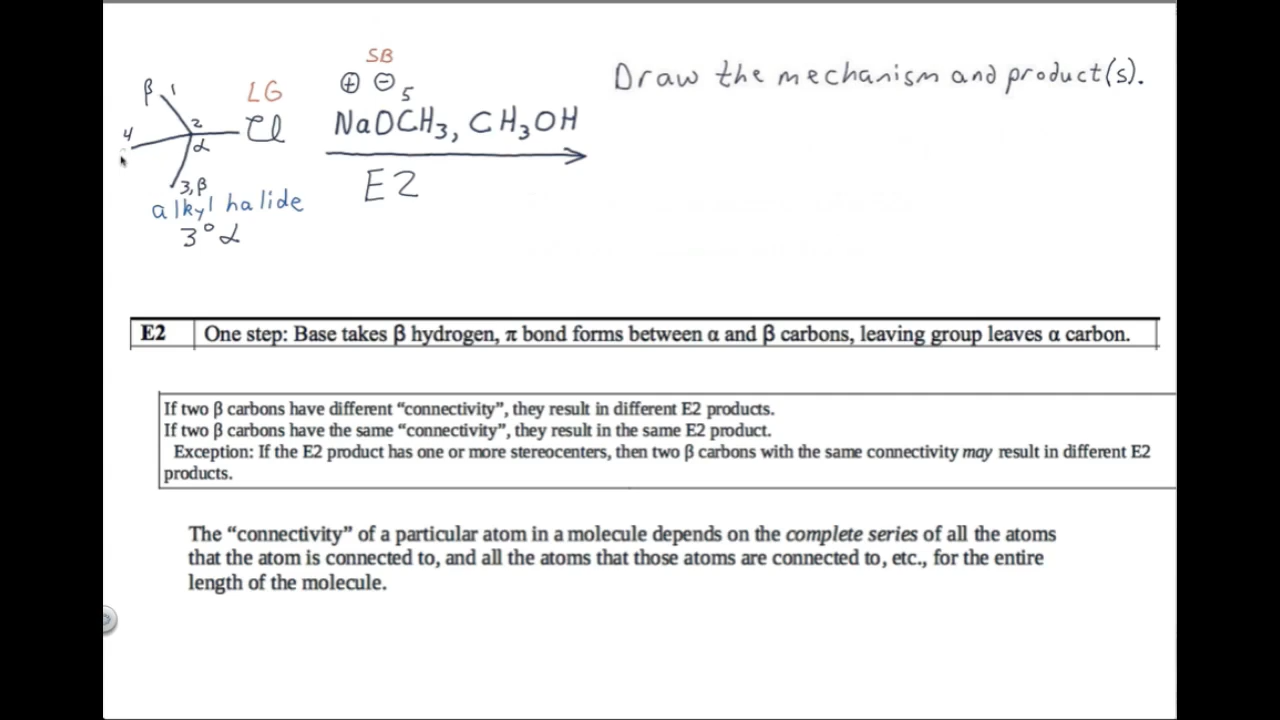 SB
⊕ ⊖
β 1
LG
5
Draw the mechanism and product(s).
4
2
Cl
NaOCH3, CH3OH
α
3,β
E2
alkyl halide
3° α
E2 One step: Base takes β hydrogen, π bond forms between α and β carbons, leaving group leaves α carbon.
If two β carbons have different “connectivity”, they result in different E2 products.
If two β carbons have the same “connectivity”, they result in the same E2 product.
Exception: If the E2 product has one or more stereocenters, then two β carbons with the same connectivity may result in different E2
products.
The “connectivity” of a particular atom in a molecule depends on the complete series of all the atoms
that the atom is connected to, and all the atoms that those atoms are connected to, etc., for the entire
length of the molecule.